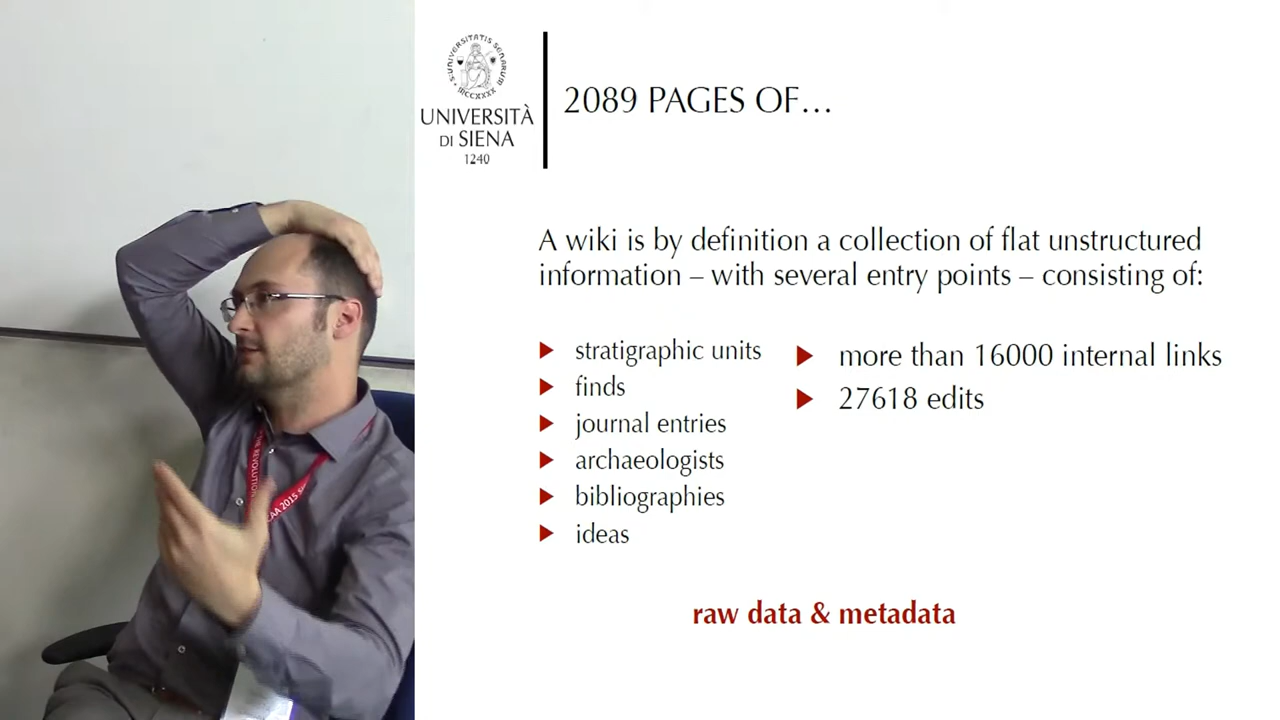 UNIVERSITÀ
DI SIENA
1240
2089 PAGES OF…
A wiki is by definition a collection of flat unstructured
information – with several entry points – consisting of:
stratigraphic units
finds
journal entries
archaeologists
bibliographies
ideas
more than 16000 internal links
27618 edits
raw data & metadata
CAA 2015